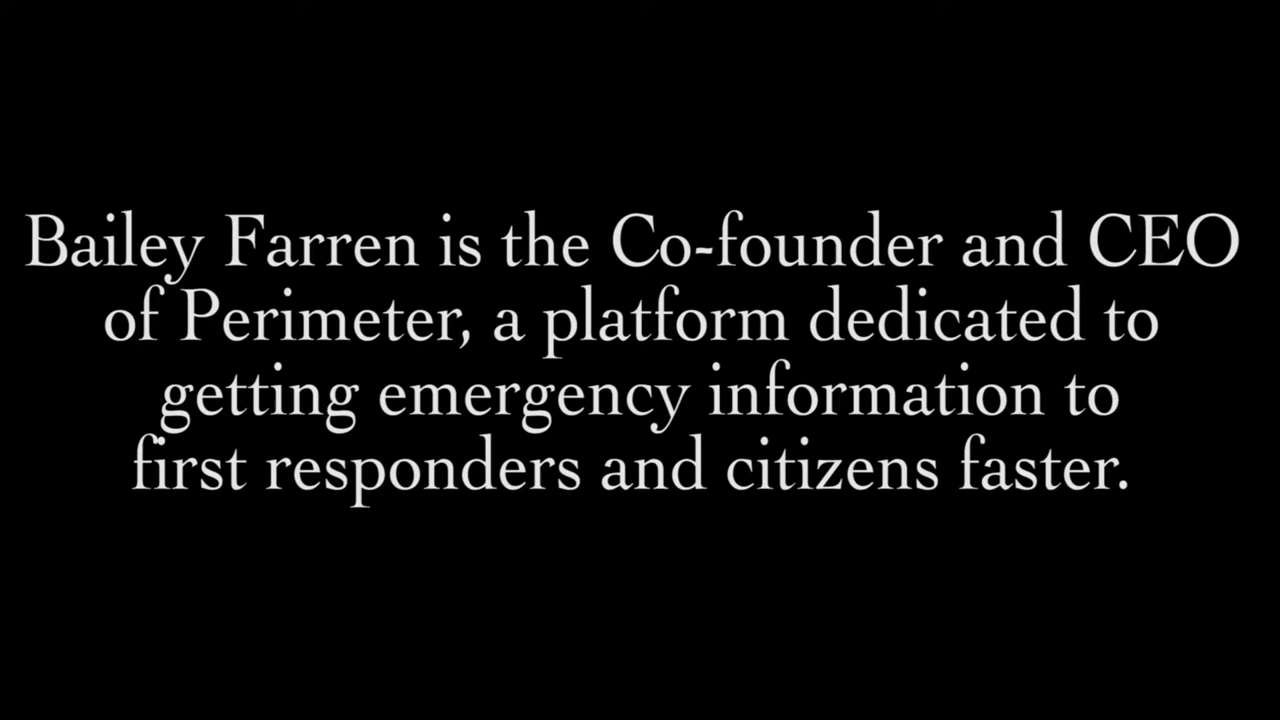 Bailey Farren is the Co-founder and CEO
of Perimeter, a platform dedicated to
getting emergency information to
first responders and citizens faster.